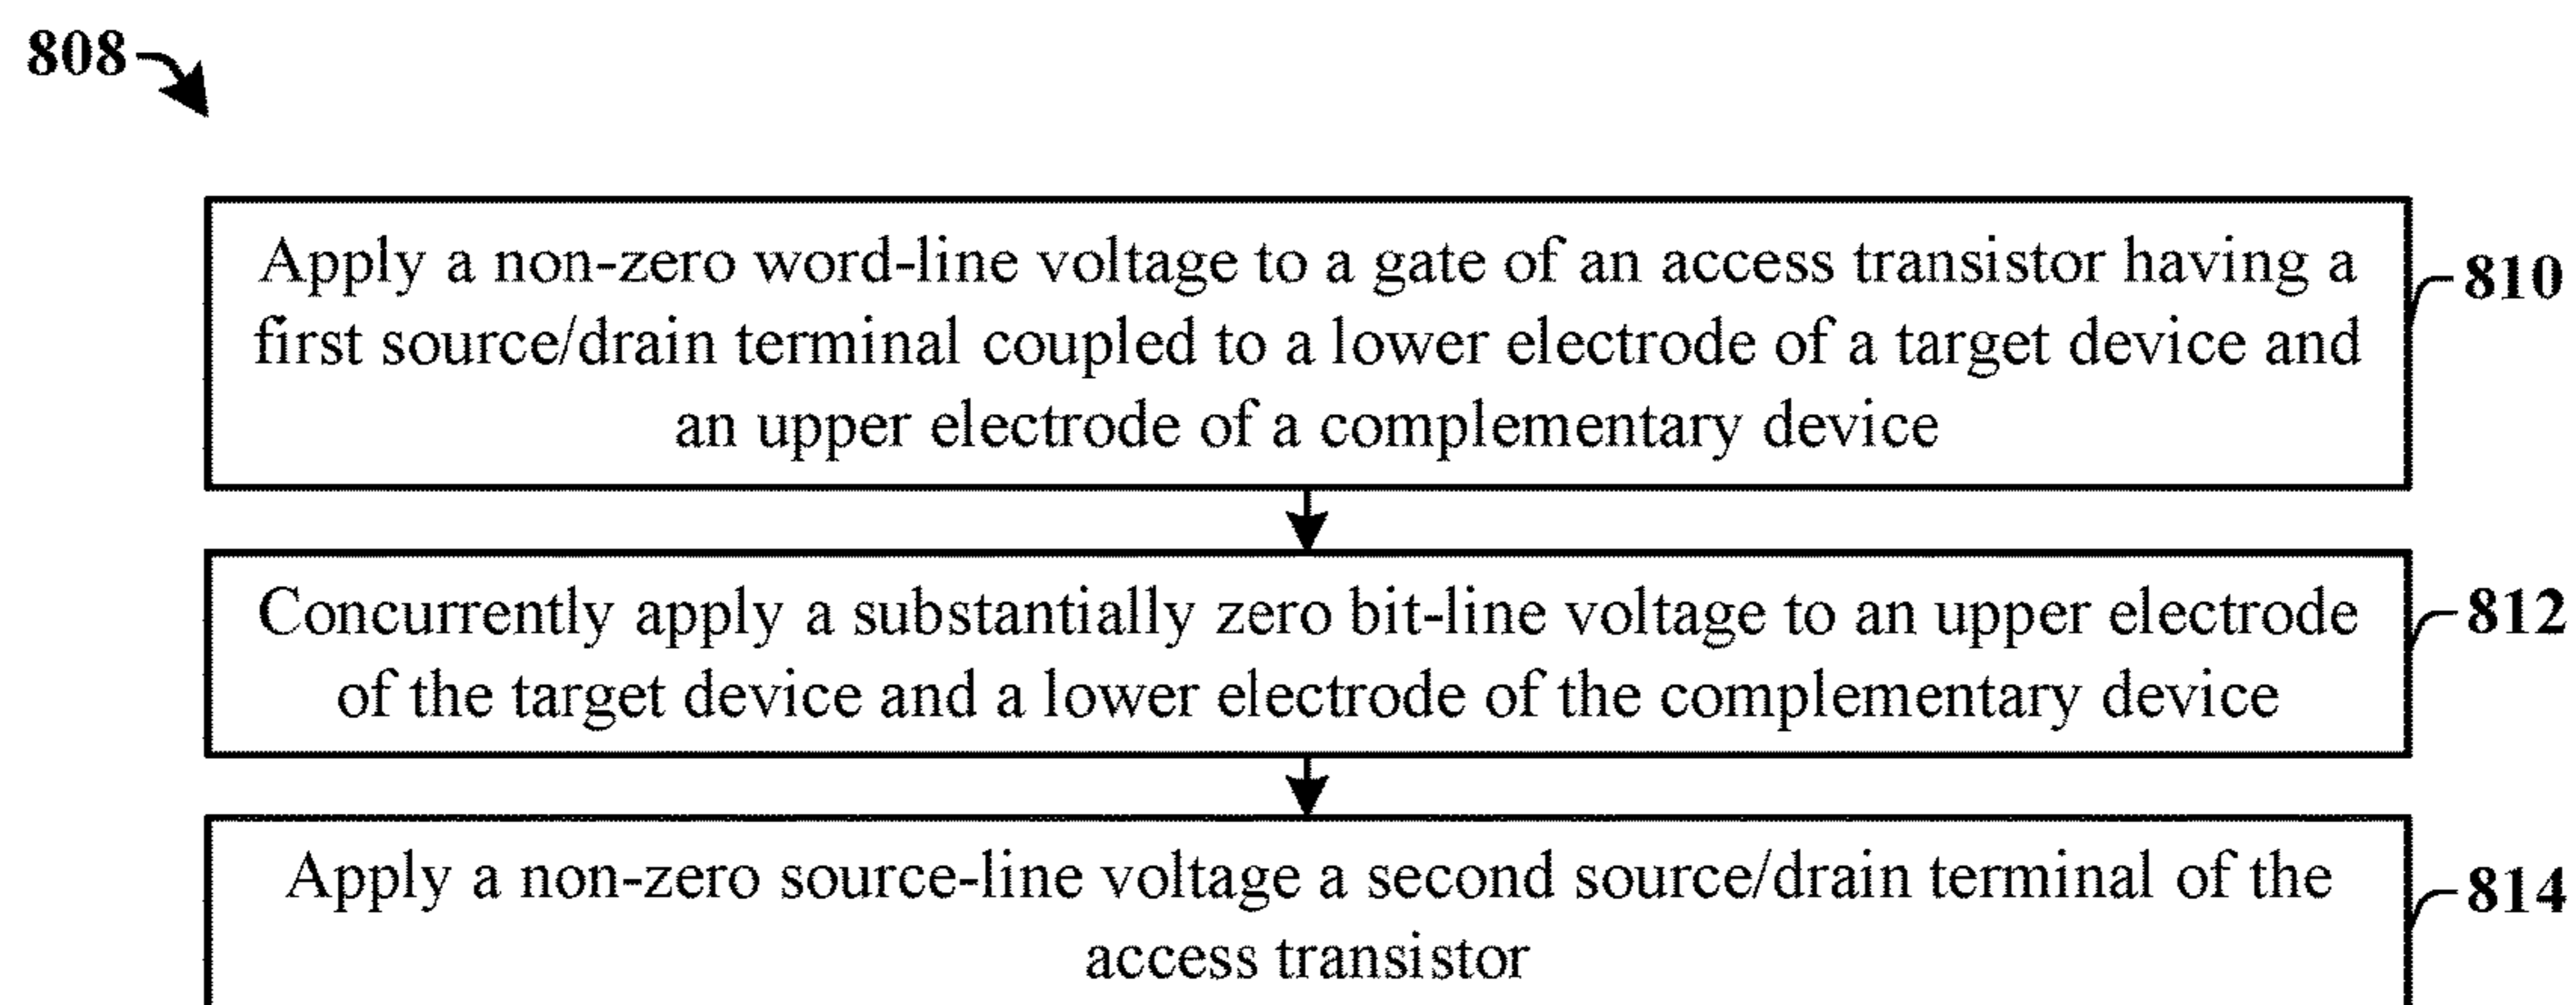 808
Apply a non-zero word-line voltage to a gate of an access transistor having a
first source/drain terminal coupled to a lower electrode of a target device and
an upper electrode of a complementary device
810
Concurrently apply a substantially zero bit-line voltage to an upper electrode
of the target device and a lower electrode of the complementary device
812
Apply a non-zero source-line voltage a second source/drain terminal of the
access transistor
814